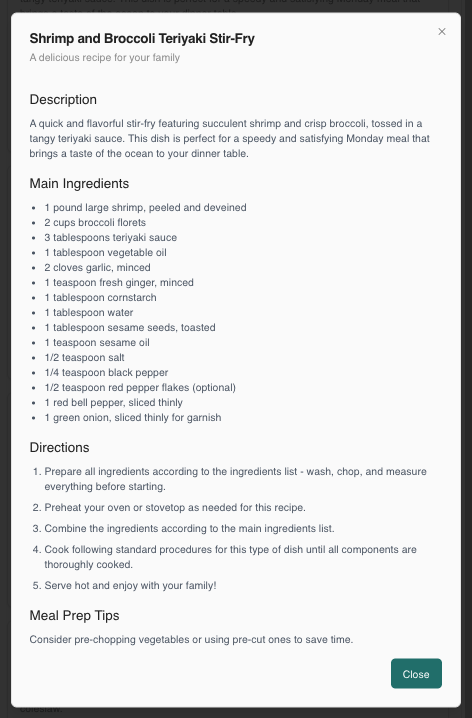 Shrimp and Broccoli Teriyaki Stir-Fry
×
A delicious recipe for your family
Description
A quick and flavorful stir-fry featuring succulent shrimp and crisp broccoli, tossed in a
tangy teriyaki sauce. This dish is perfect for a speedy and satisfying Monday meal that
brings a taste of the ocean to your dinner table.
Main Ingredients
• 1 pound large shrimp, peeled and deveined
• 2 cups broccoli florets
• 3 tablespoons teriyaki sauce
• 1 tablespoon vegetable oil
• 2 cloves garlic, minced
• 1 teaspoon fresh ginger, minced
• 1 tablespoon cornstarch
• 1 tablespoon water
• 1 tablespoon sesame seeds, toasted
• 1 teaspoon sesame oil
• 1/2 teaspoon salt
• 1/4 teaspoon black pepper
• 1/2 teaspoon red pepper flakes (optional)
• 1 red bell pepper, sliced thinly
• 1 green onion, sliced thinly for garnish
Directions
1. Prepare all ingredients according to the ingredients list - wash, chop, and measure
everything before starting.
2. Preheat your oven or stovetop as needed for this recipe.
3. Combine the ingredients according to the main ingredients list.
4. Cook following standard procedures for this type of dish until all components are
thoroughly cooked.
5. Serve hot and enjoy with your family!
Meal Prep Tips
Consider pre-chopping vegetables or using pre-cut ones to save time.
Close